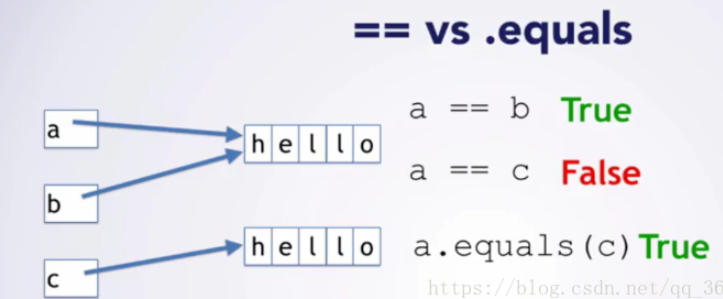 == vs .equals
a
h e l l o
a == b True
b
a == c False
c
h e l l o
a.equals(c) True
https://blog.csdn.net/qq_36